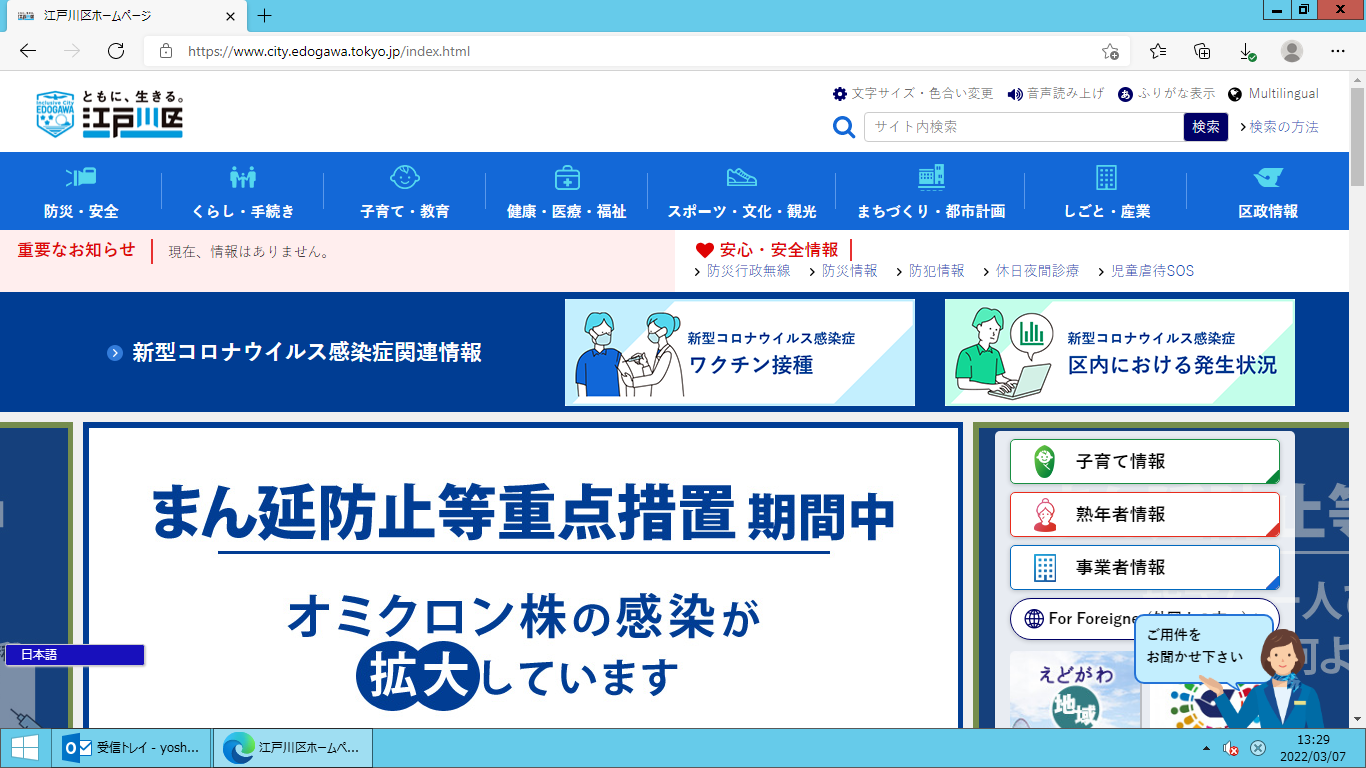 江戸川区ホームページ
https://www.city.edogawa.tokyo.jp/index.html
Inclusive City
EDOGAWA
ともに、生きる。
江戸川区
文字サイズ・色合い変更 音声読み上げ ふりがな表示 Multilingual
サイト内検索 検索 検索の方法
防災・安全 くらし・手続き 子育て・教育 健康・医療・福祉 スポーツ・文化・観光 まちづくり・都市計画 しごと・産業 区政情報
重要なお知らせ 現在、情報はありません。
安心・安全情報
防災行政無線 防災情報 防犯情報 休日夜間診療 児童虐待SOS
新型コロナウイルス感染症関連情報
新型コロナウイルス感染症
ワクチン接種
新型コロナウイルス感染症
区内における発生状況
まん延防止等重点措置 期間中
オミクロン株の感染が
拡大しています
子育て情報
熟年者情報
事業者情報
For Foreigne
ご用件を
お聞かせ下さい
えどがわ
地域
日本語
受信トレイ - yosh...
江戸川区ホームペ...
13:29
2022/03/07